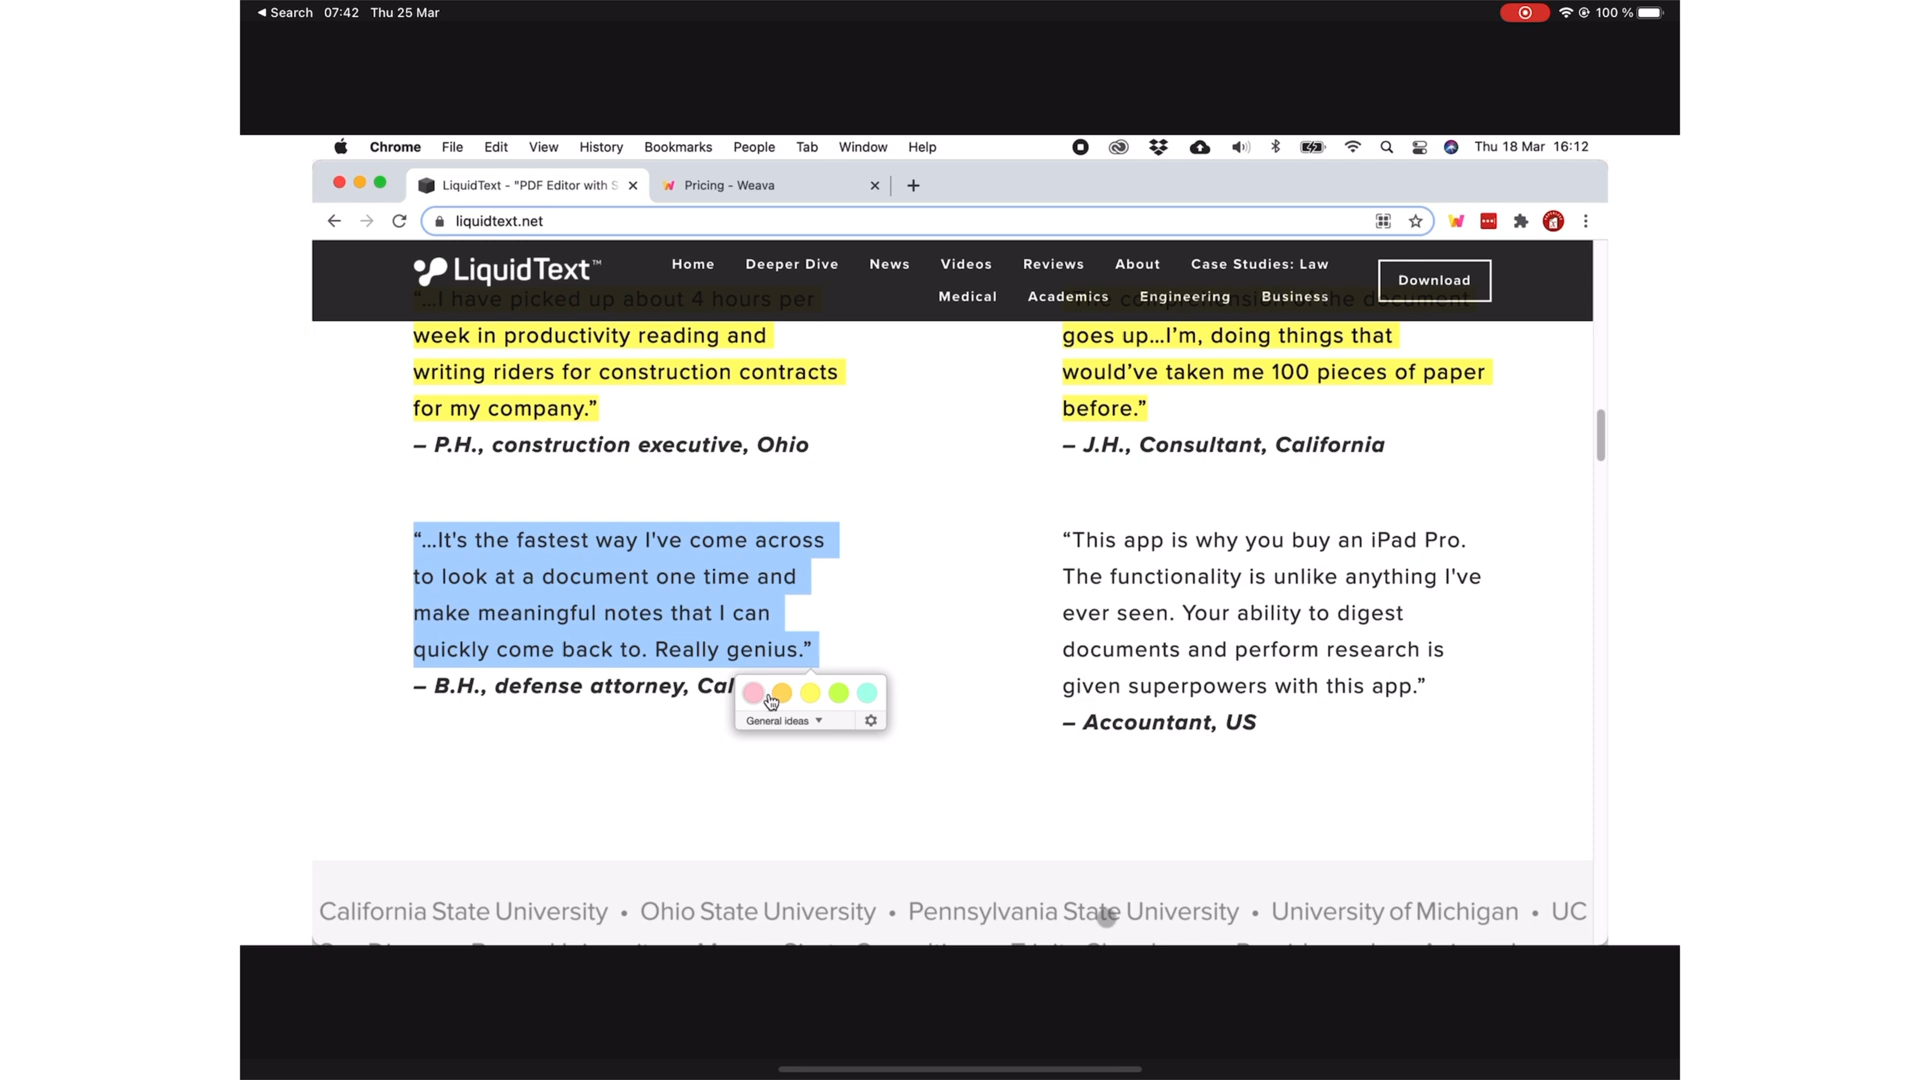 Search 07:42 Thu 25 Mar
100 %
Chrome File Edit View History Bookmarks People Tab Window Help
Thu 18 Mar 16:12
LiquidText - "PDF Editor with S
Pricing - Weava
liquidtext.net
LiquidText™
Home Deeper Dive News Videos Reviews About Case Studies: Law
Medical Academics Engineering Business
Download
“...I have picked up about 4 hours per
week in productivity reading and
writing riders for construction contracts
for my company.”
– P.H., construction executive, Ohio
“The comprehension of the document
goes up...I’m, doing things that
would’ve taken me 100 pieces of paper
before.”
– J.H., Consultant, California
“...It's the fastest way I've come across
to look at a document one time and
make meaningful notes that I can
quickly come back to. Really genius.”
– B.H., defense attorney, Cal
General ideas
“This app is why you buy an iPad Pro.
The functionality is unlike anything I've
ever seen. Your ability to digest
documents and perform research is
given superpowers with this app.”
– Accountant, US
California State University • Ohio State University • Pennsylvania State University • University of Michigan • UC